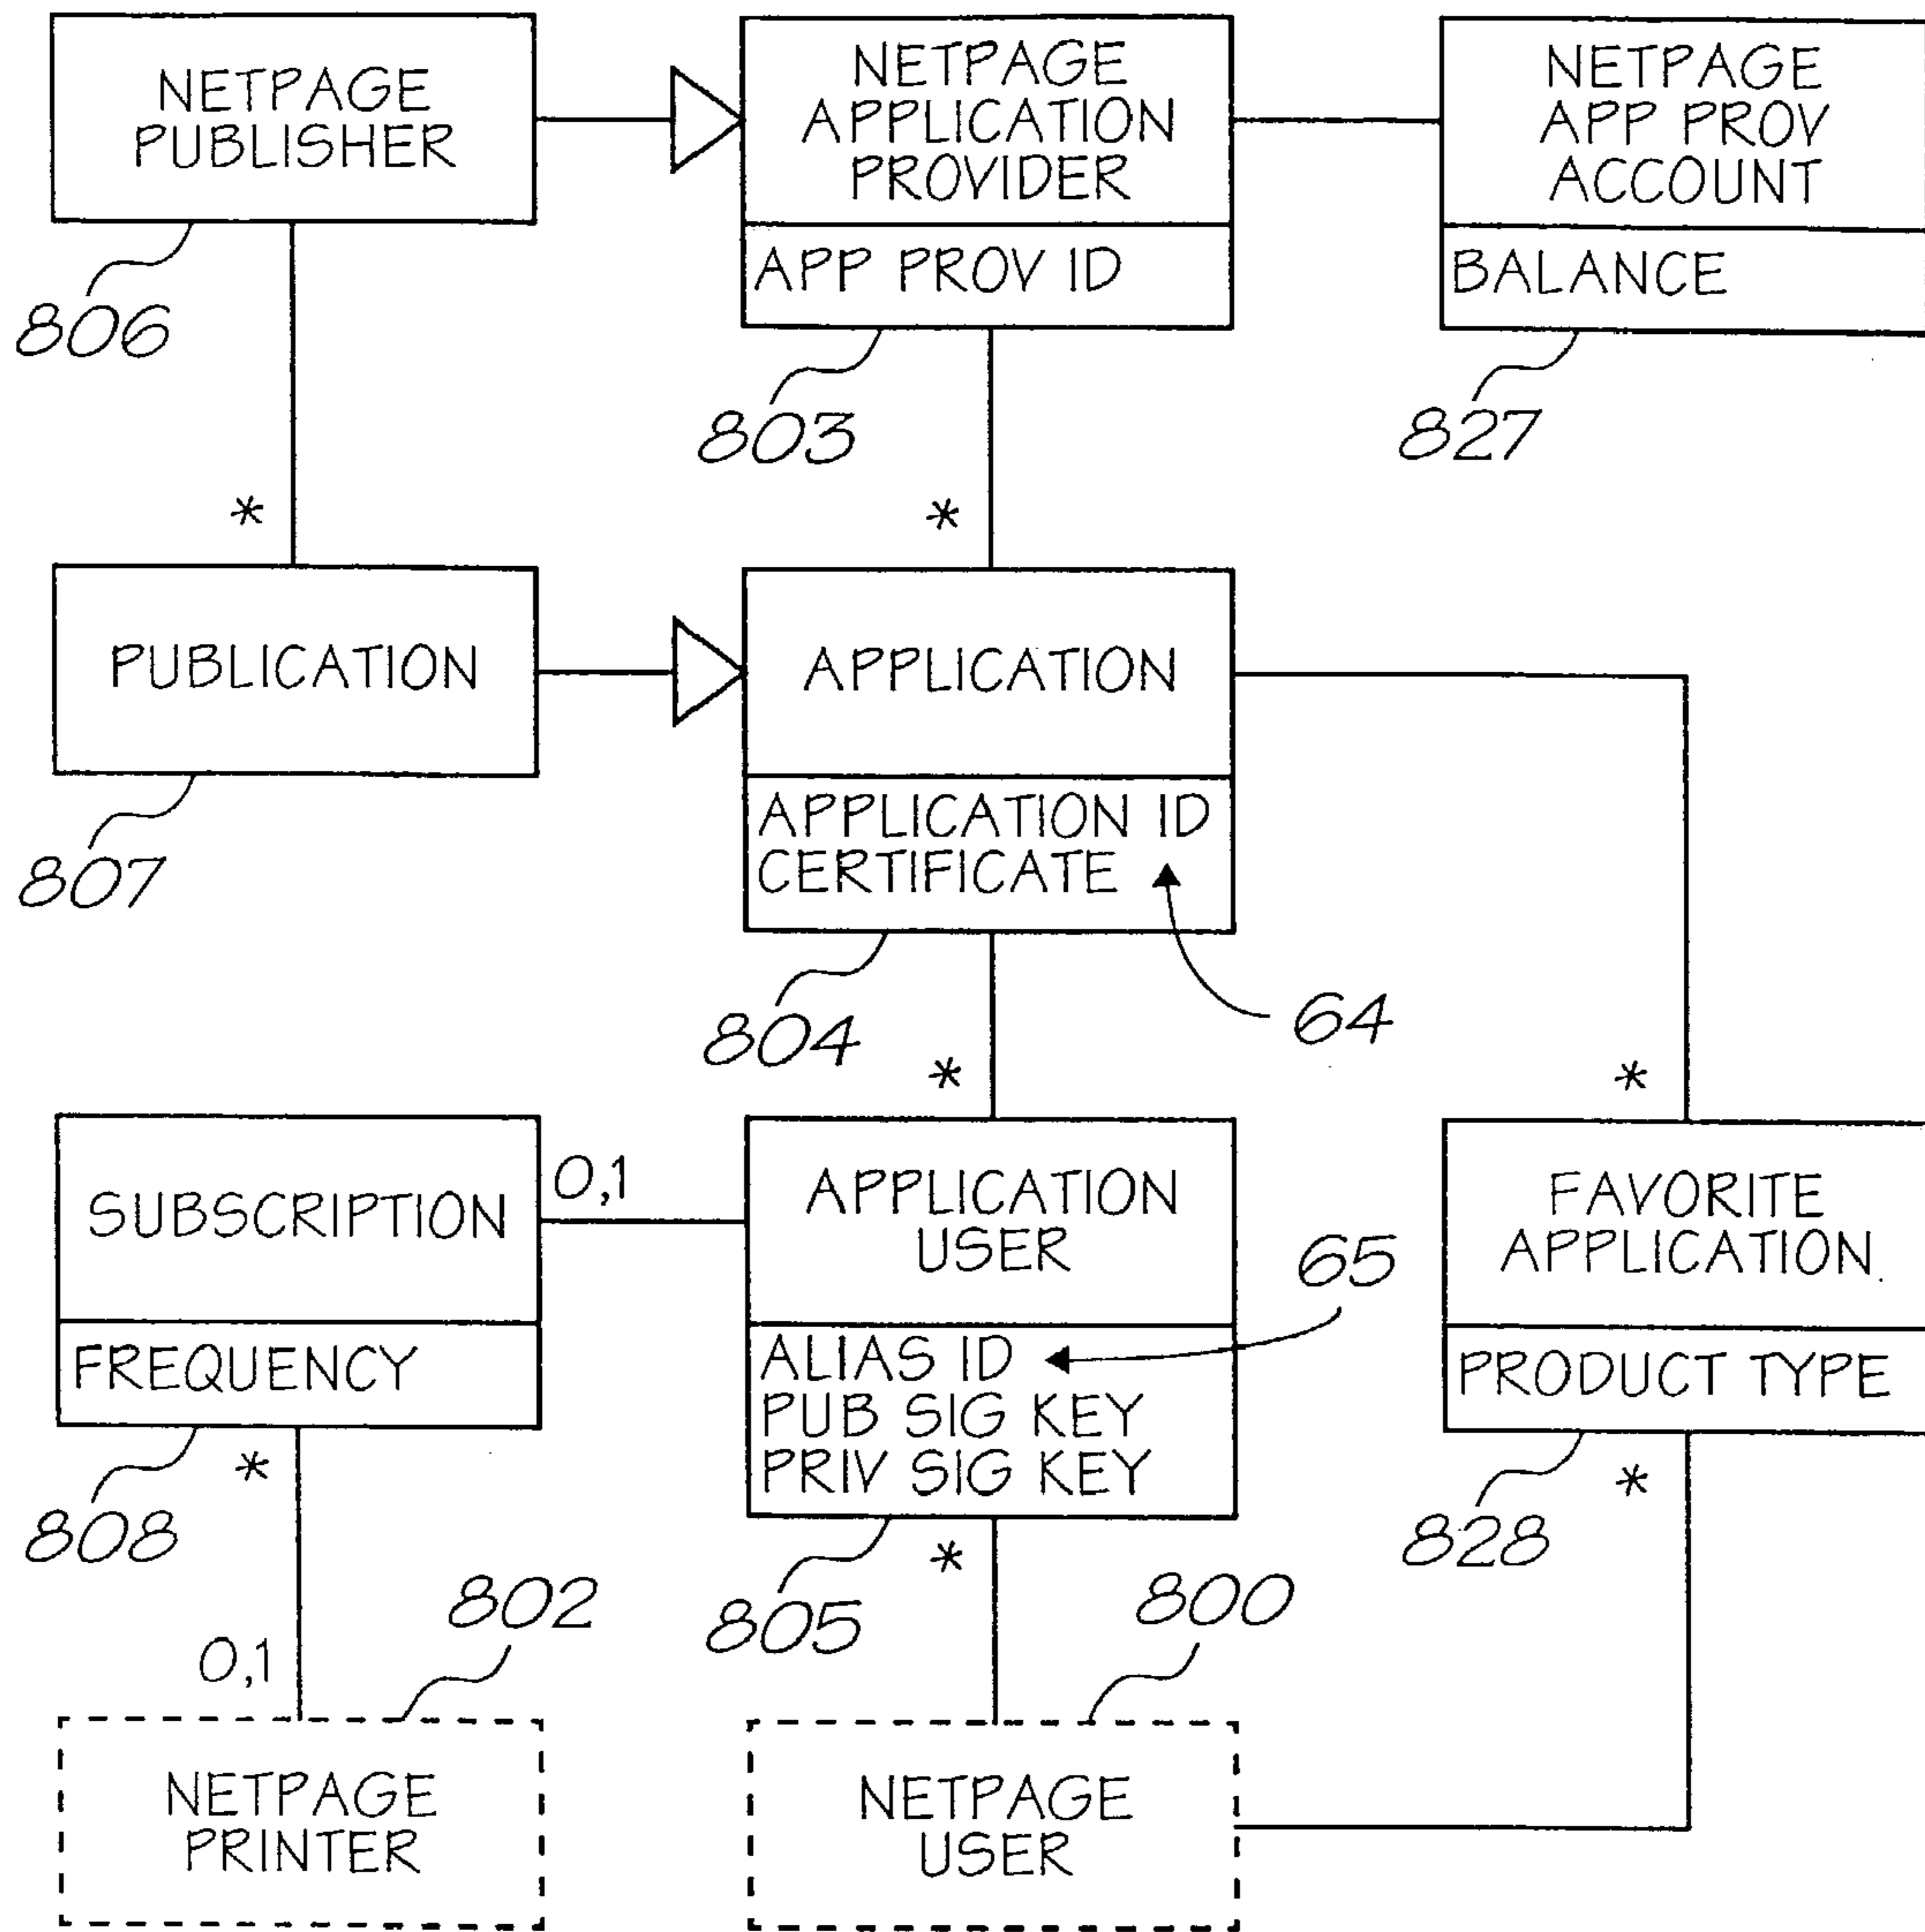 NETPAGE
PUBLISHER
806
NETPAGE
APPLICATION
PROVIDER
APP PROV ID
803
NETPAGE
APP PROV
ACCOUNT
BALANCE
827
*
*
PUBLICATION
807
APPLICATION
APPLICATION ID
CERTIFICATE
64
804
*
*
SUBSCRIPTION
FREQUENCY
0,1
808
*
APPLICATION
USER
ALIAS ID
PUB SIG KEY
PRIV SIG KEY
65
805
*
FAVORITE
APPLICATION
PRODUCT TYPE
828
*
802
0,1
800
NETPAGE
PRINTER
NETPAGE
USER